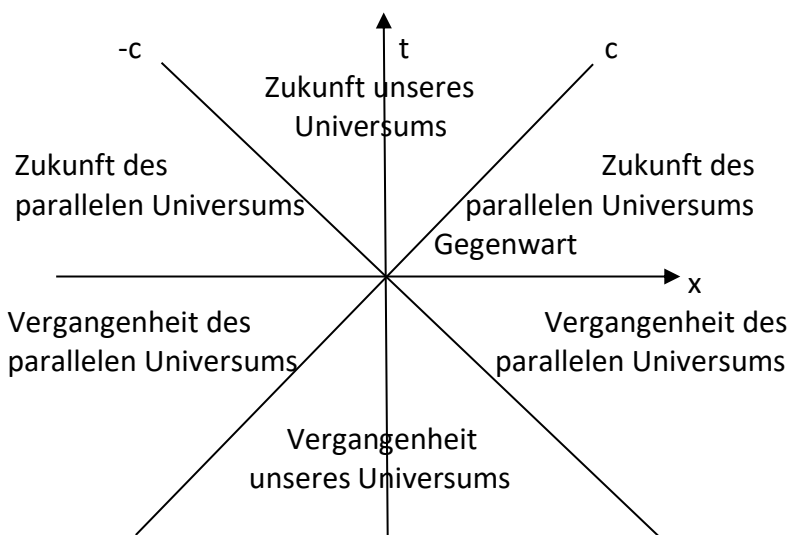 -c
t
c
Zukunft unseres
Universums
Zukunft des
parallelen Universums
Zukunft des
parallelen Universums
Gegenwart
x
Vergangenheit des
parallelen Universums
Vergangenheit des
parallelen Universums
Vergangenheit
unseres Universums